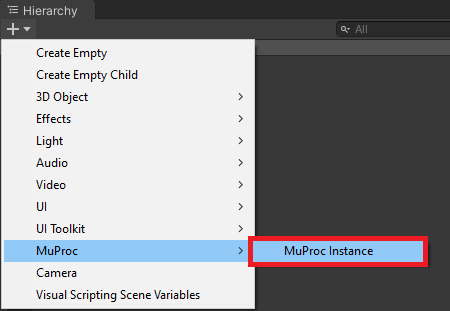 Hierarchy
All
Create Empty
Create Empty Child
3D Object
Effects
Light
Audio
Video
UI
UI Toolkit
MuProc
MuProc Instance
Camera
Visual Scripting Scene Variables